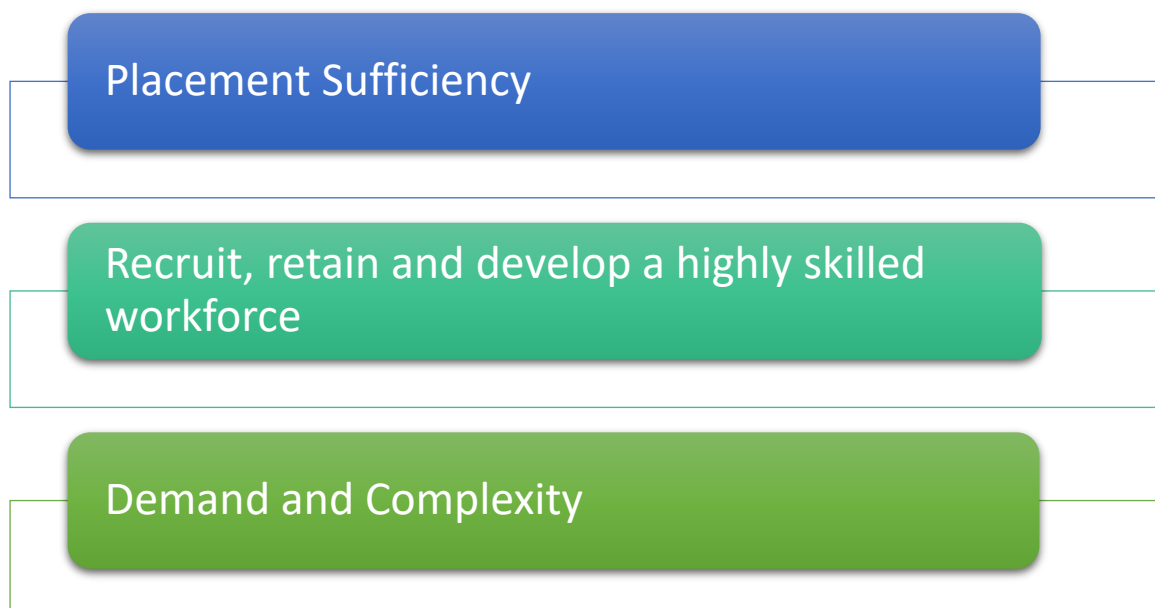 Placement Sufficiency
Recruit, retain and develop a highly skilled
workforce
Demand and Complexity